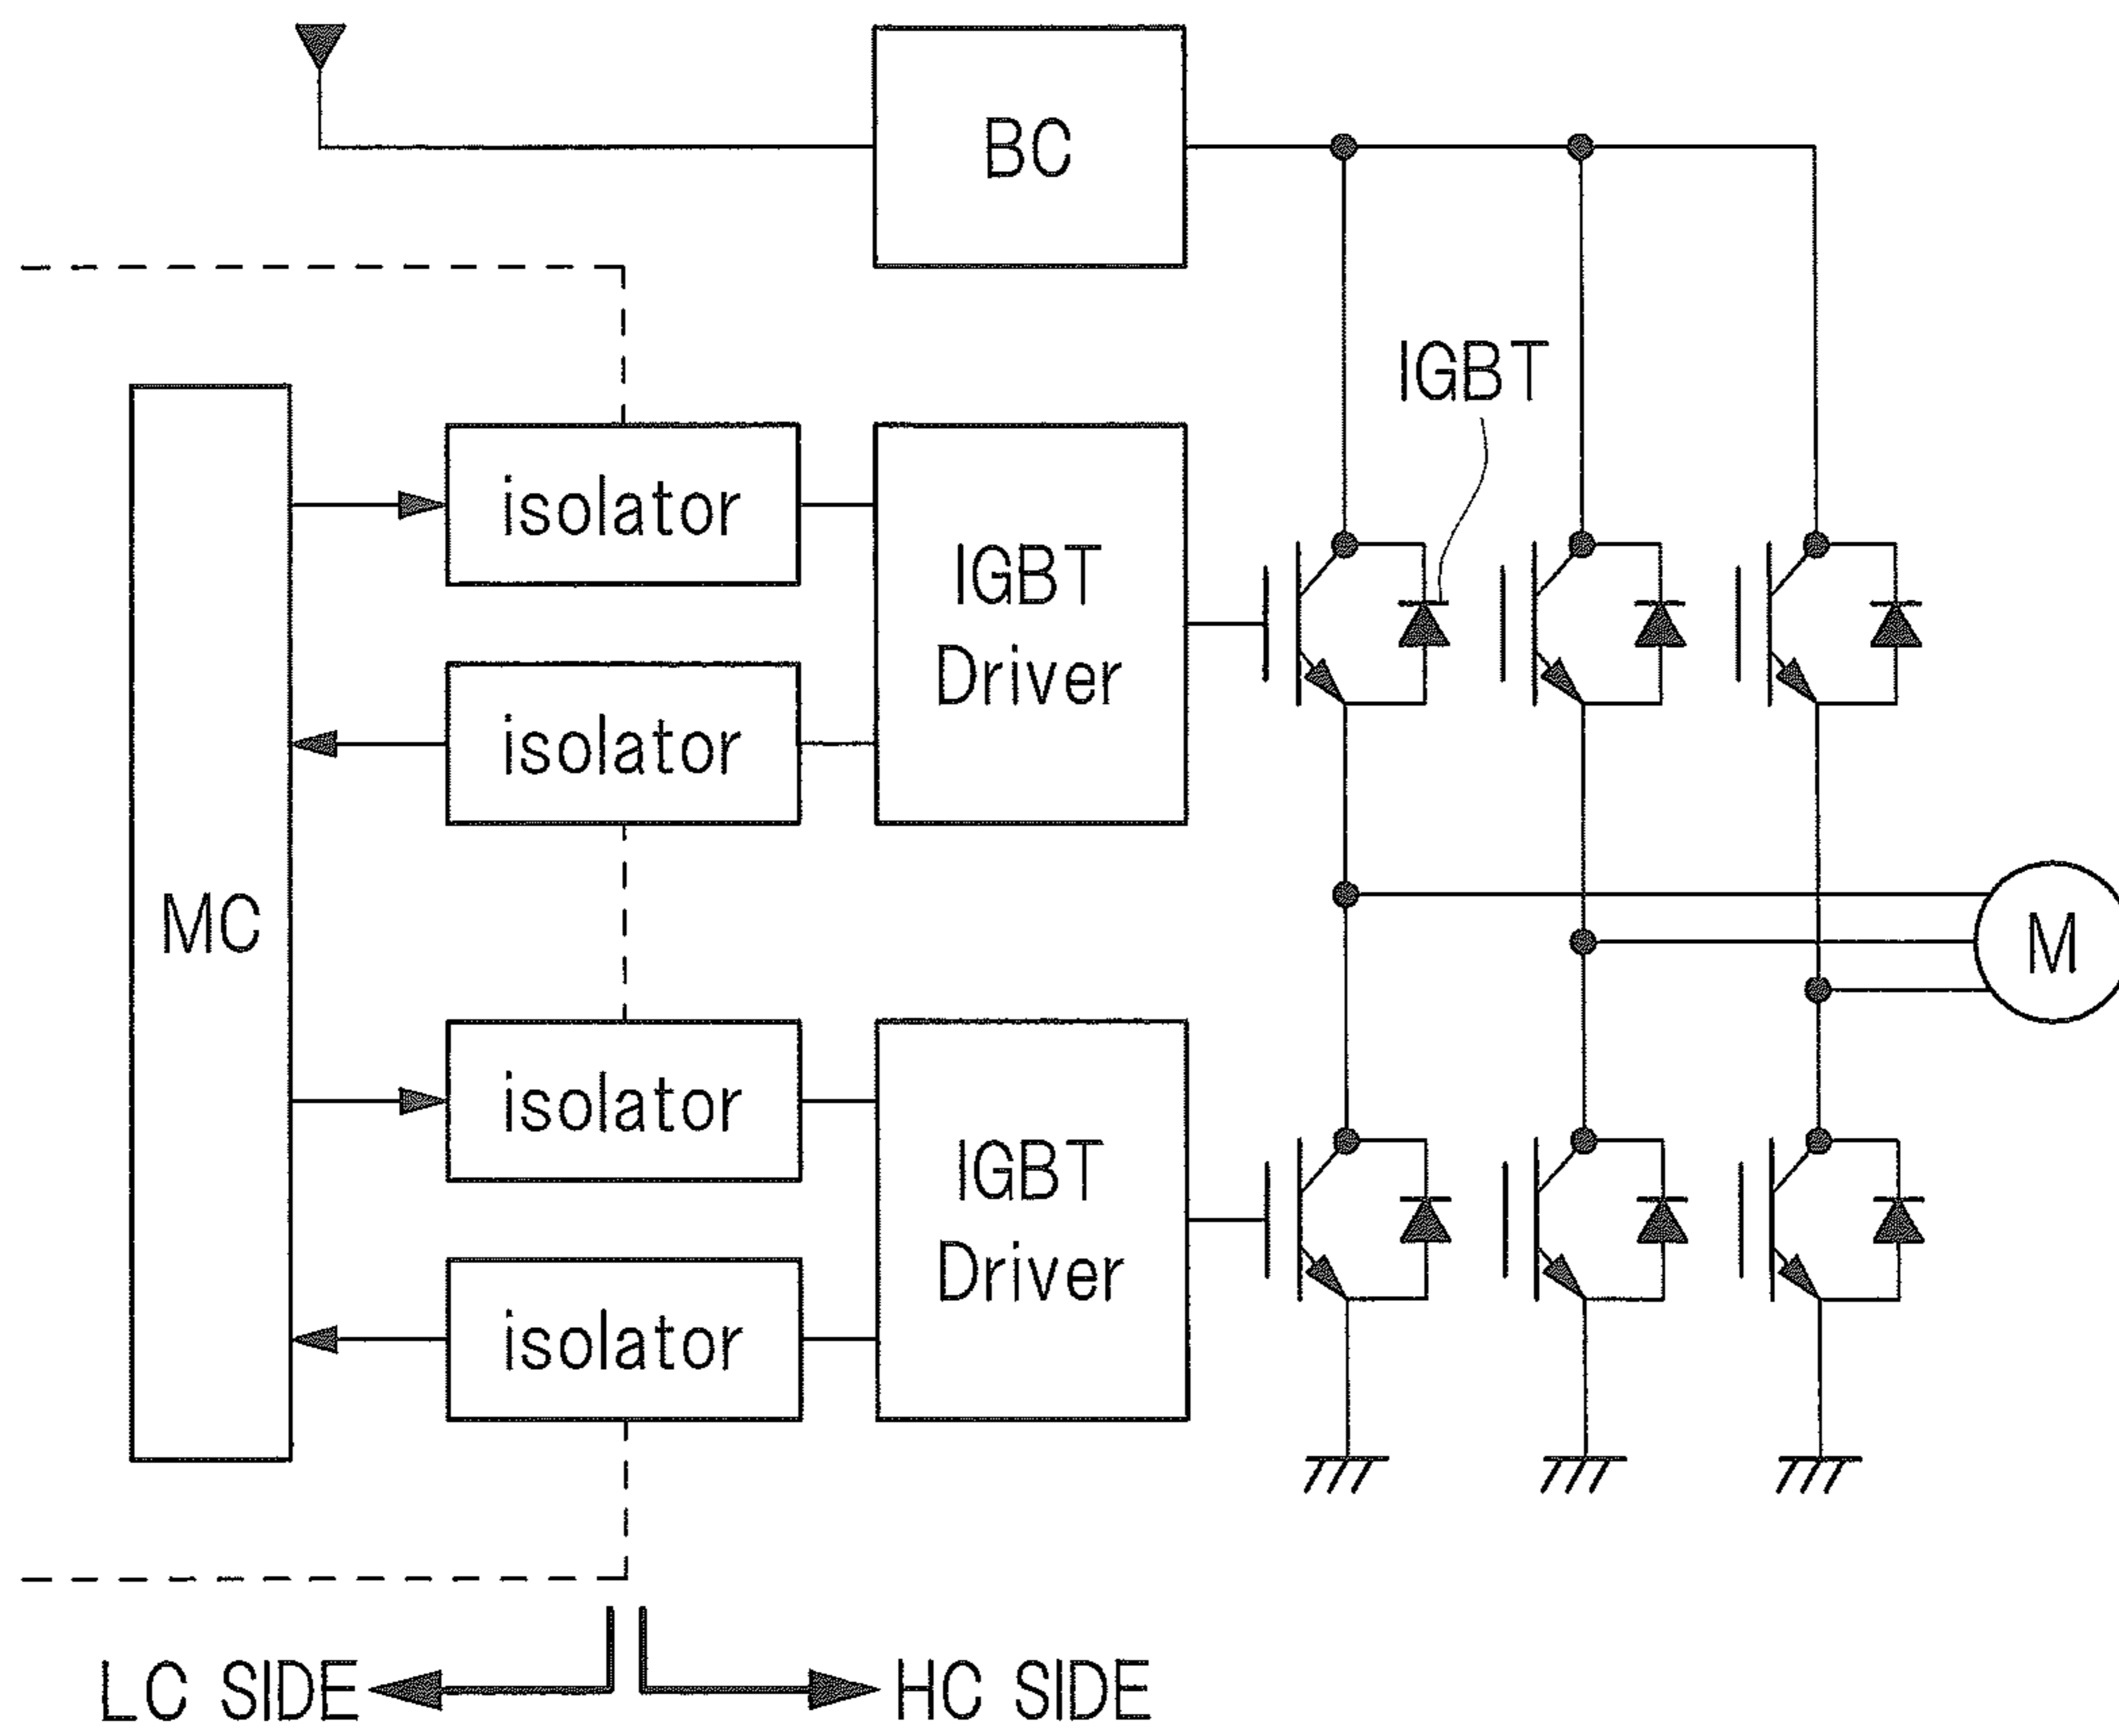 BC
IGBT
isolator
IGBT
Driver
isolator
MC
M
isolator
IGBT
Driver
isolator
LC SIDE
HC SIDE